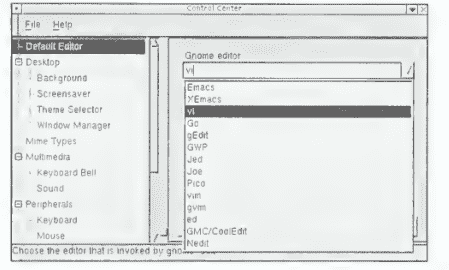 Control Center
File Help
Default Editor
Desktop
Background
Screensaver
Theme Selector
Window Manager
Mime Types
Multimedia
Keyboard Bell
Sound
Peripherals
Keyboard
Mouse
Gnome editor
vi
Emacs
XEmacs
vi
Go
gEdit
GWP
Jed
Joe
Pico
vim
gvim
ed
GMC/CoolEdit
Nedit
Choose the editor that is invoked by